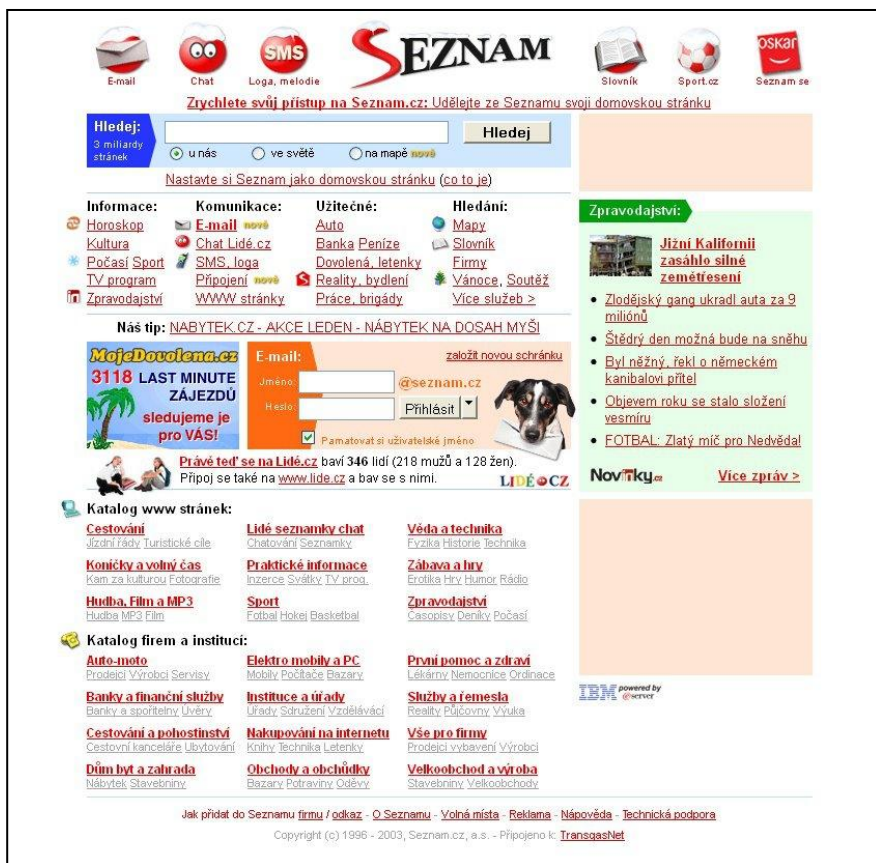 E-mail
Chat
SMS
Loga, melodie
SEZNAM
Slovník
Sport.cz
oskar
Seznam se
Zrychlete svůj přístup na Seznam.cz: Udělejte ze Seznamu svoji domovskou stránku
Hledej:
3 miliardy
stránek
Hledej
u nás
ve světě
na mapě nové
Nastavte si Seznam jako domovskou stránku (co to je)
Informace:
Horoskop
Kultura
Počasí Sport
TV program
Zpravodajství
Komunikace:
E-mail nové
Chat Lidé.cz
SMS, loga
Připojení nové
WWW stránky
Užitečné:
Auto
Banka Peníze
Dovolená, letenky
Reality, bydlení
Práce, brigády
Hledání:
Mapy
Slovník
Firmy
Vánoce, Soutěž
Více služeb >
Náš tip: NABYTEK.CZ - AKCE LEDEN - NÁBYTEK NA DOSAH MYŠI
MojeDovolena.cz
3118 LAST MINUTE
ZÁJEZDŮ
sledujeme je
pro VÁS!
E-mail:
založit novou schránku
Jméno:
@seznam.cz
Heslo:
Přihlásit
Pamatovat si uživatelské jméno
Právě teď se na Lidé.cz baví 346 lidí (218 mužů a 128 žen).
Připoj se také na www.lide.cz a bav se s nimi.
LIDÉ CZ
Zpravodajství:
Jižní Kalifornii
zasáhlo silné
zemětřesení
Zlodějský gang ukradl auta za 9
miliónů
Štědrý den možná bude na sněhu
Byl něžný, řekl o německém
kanibalovi přítel
Objevem roku se stalo složení
vesmíru
FOTBAL: Zlatý míč pro Nedvěda!
Novinky.cz
Více zpráv >
Katalog www stránek:
Cestování
Jízdní řády Turistické cíle
Lidé seznamky chat
Chatování Seznamky
Věda a technika
Fyzika Historie Technika
Koníčky a volný čas
Kam za kulturou Fotografie
Praktické informace
Inzerce Svátky TV prog.
Zábava a hry
Erotika Hry Humor Rádio
Hudba, Film a MP3
Hudba MP3 Film
Sport
Fotbal Hokej Basketbal
Zpravodajství
Časopisy Deníky Počasí
Katalog firem a institucí:
Auto-moto
Prodejci Výrobci Servisy
Elektro mobily a PC
Mobily Počítače Bazary
První pomoc a zdraví
Lékárny Nemocnice Ordinace
Banky a finanční služby
Banky a spořitelny Úvěry
Instituce a úřady
Úřady Sdružení Vzdělávací
Služby a řemesla
Reality Půjčovny Výuka
Cestování a pohostinství
Cestovní kanceláře Ubytování
Nakupování na internetu
Knihy Technika Letenky
Vše pro firmy
Prodejci vybavení Výrobci
Dům byt a zahrada
Nábytek Stavebniny
Obchody a obchůdky
Bazary Potraviny Oděvy
Velkoobchod a výroba
Stavebniny Velkoobchody
IBM powered by
@server
Jak přidat do Seznamu firmu / odkaz - O Seznamu - Volná místa - Reklama - Nápověda - Technická podpora
Copyright (c) 1996 - 2003, Seznam.cz, a.s. - Připojeno k: TransgasNet